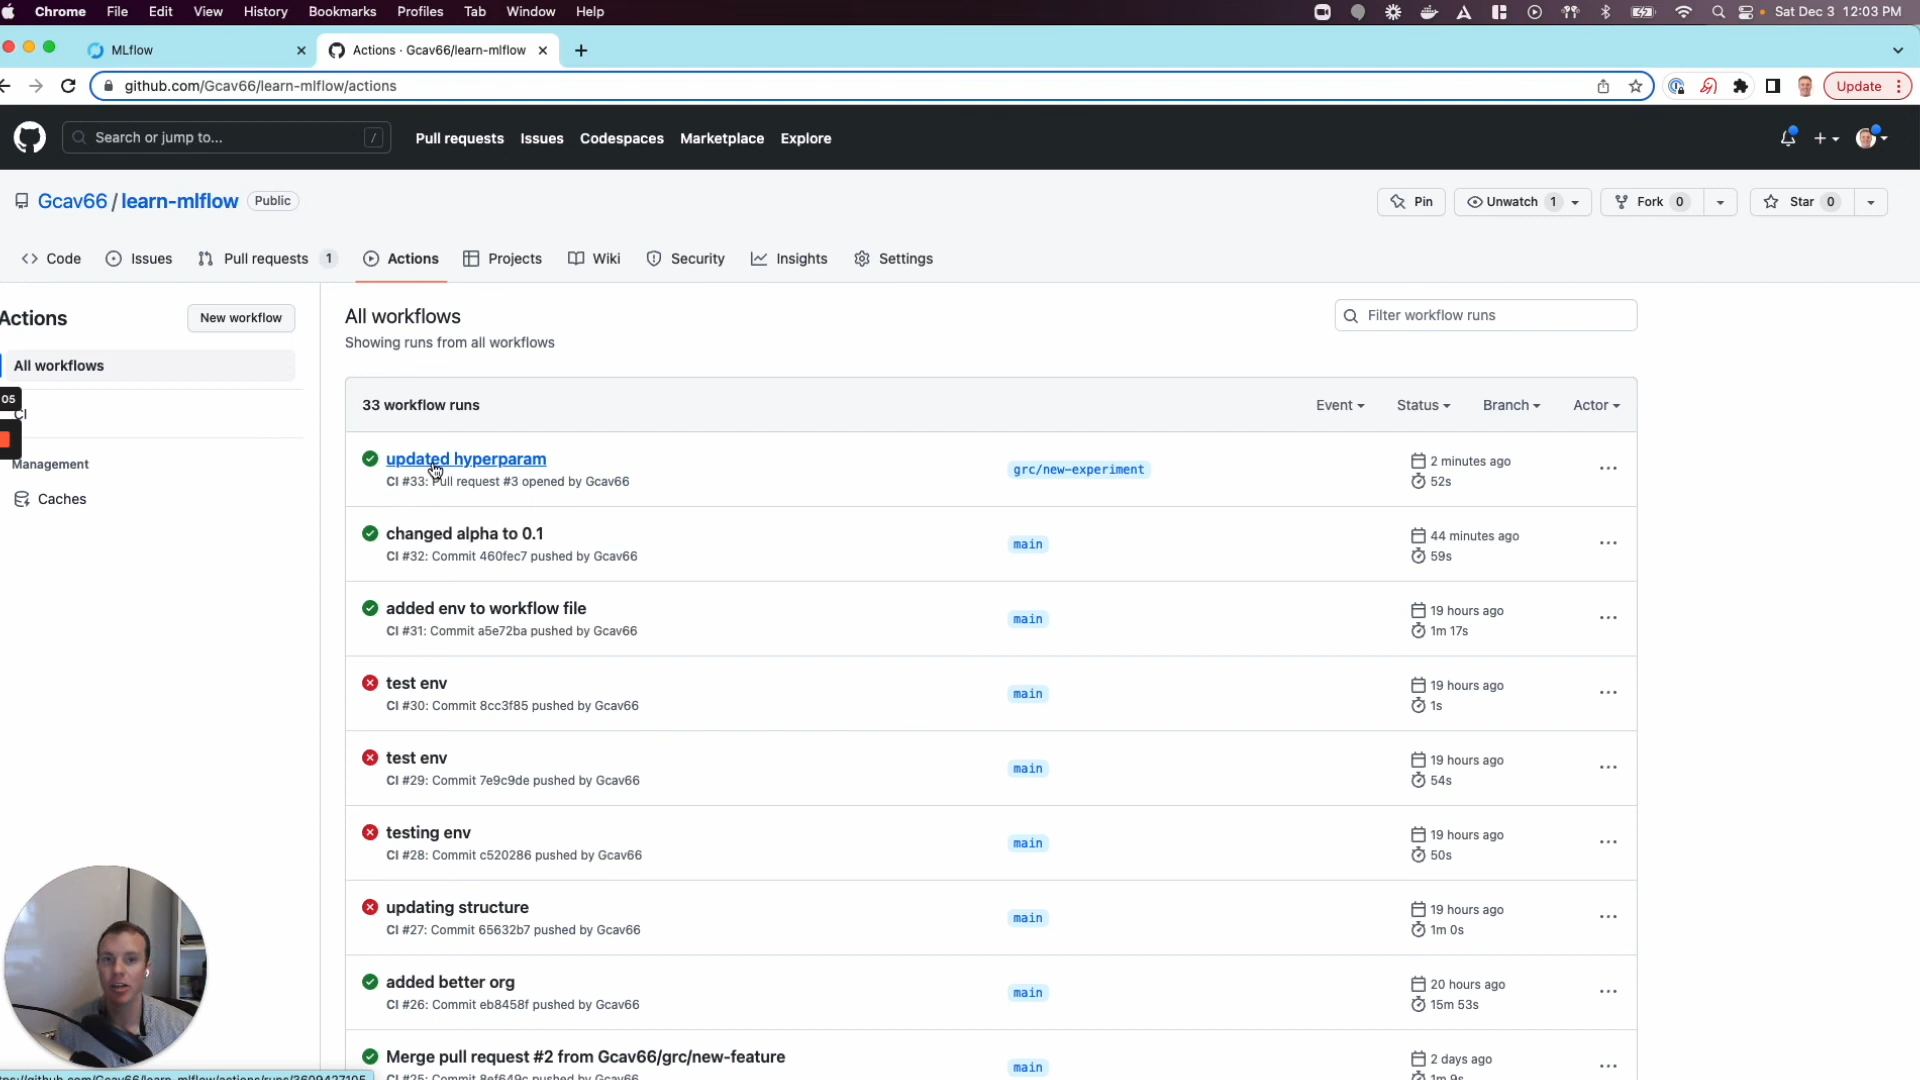 Chrome File Edit View History Bookmarks Profiles Tab Window Help Sat Dec 3 12:03 PM
MLflow Actions · Gcav66/learn-mlflow
github.com/Gcav66/learn-mlflow/actions Update
Search or jump to... / Pull requests Issues Codespaces Marketplace Explore
Gcav66 / learn-mlflow Public Pin Unwatch 1 Fork 0 Star 0
Code Issues Pull requests 1 Actions Projects Wiki Security Insights Settings
Actions New workflow
All workflows
05
CI
Management
Caches
All workflows
Showing runs from all workflows
Filter workflow runs
33 workflow runs Event Status Branch Actor
updated hyperparam
CI #33: Pull request #3 opened by Gcav66
grc/new-experiment
2 minutes ago
52s
changed alpha to 0.1
CI #32: Commit 460fec7 pushed by Gcav66
main
44 minutes ago
59s
added env to workflow file
CI #31: Commit a5e72ba pushed by Gcav66
main
19 hours ago
1m 17s
test env
CI #30: Commit 8cc3f85 pushed by Gcav66
main
19 hours ago
1s
test env
CI #29: Commit 7e9c9de pushed by Gcav66
main
19 hours ago
54s
testing env
CI #28: Commit c520286 pushed by Gcav66
main
19 hours ago
50s
updating structure
CI #27: Commit 65632b7 pushed by Gcav66
main
19 hours ago
1m 0s
added better org
CI #26: Commit eb8458f pushed by Gcav66
main
20 hours ago
15m 53s
Merge pull request #2 from Gcav66/grc/new-feature
CI #25: Commit 8ef649c pushed by Gcav66
main
2 days ago
1m 9s